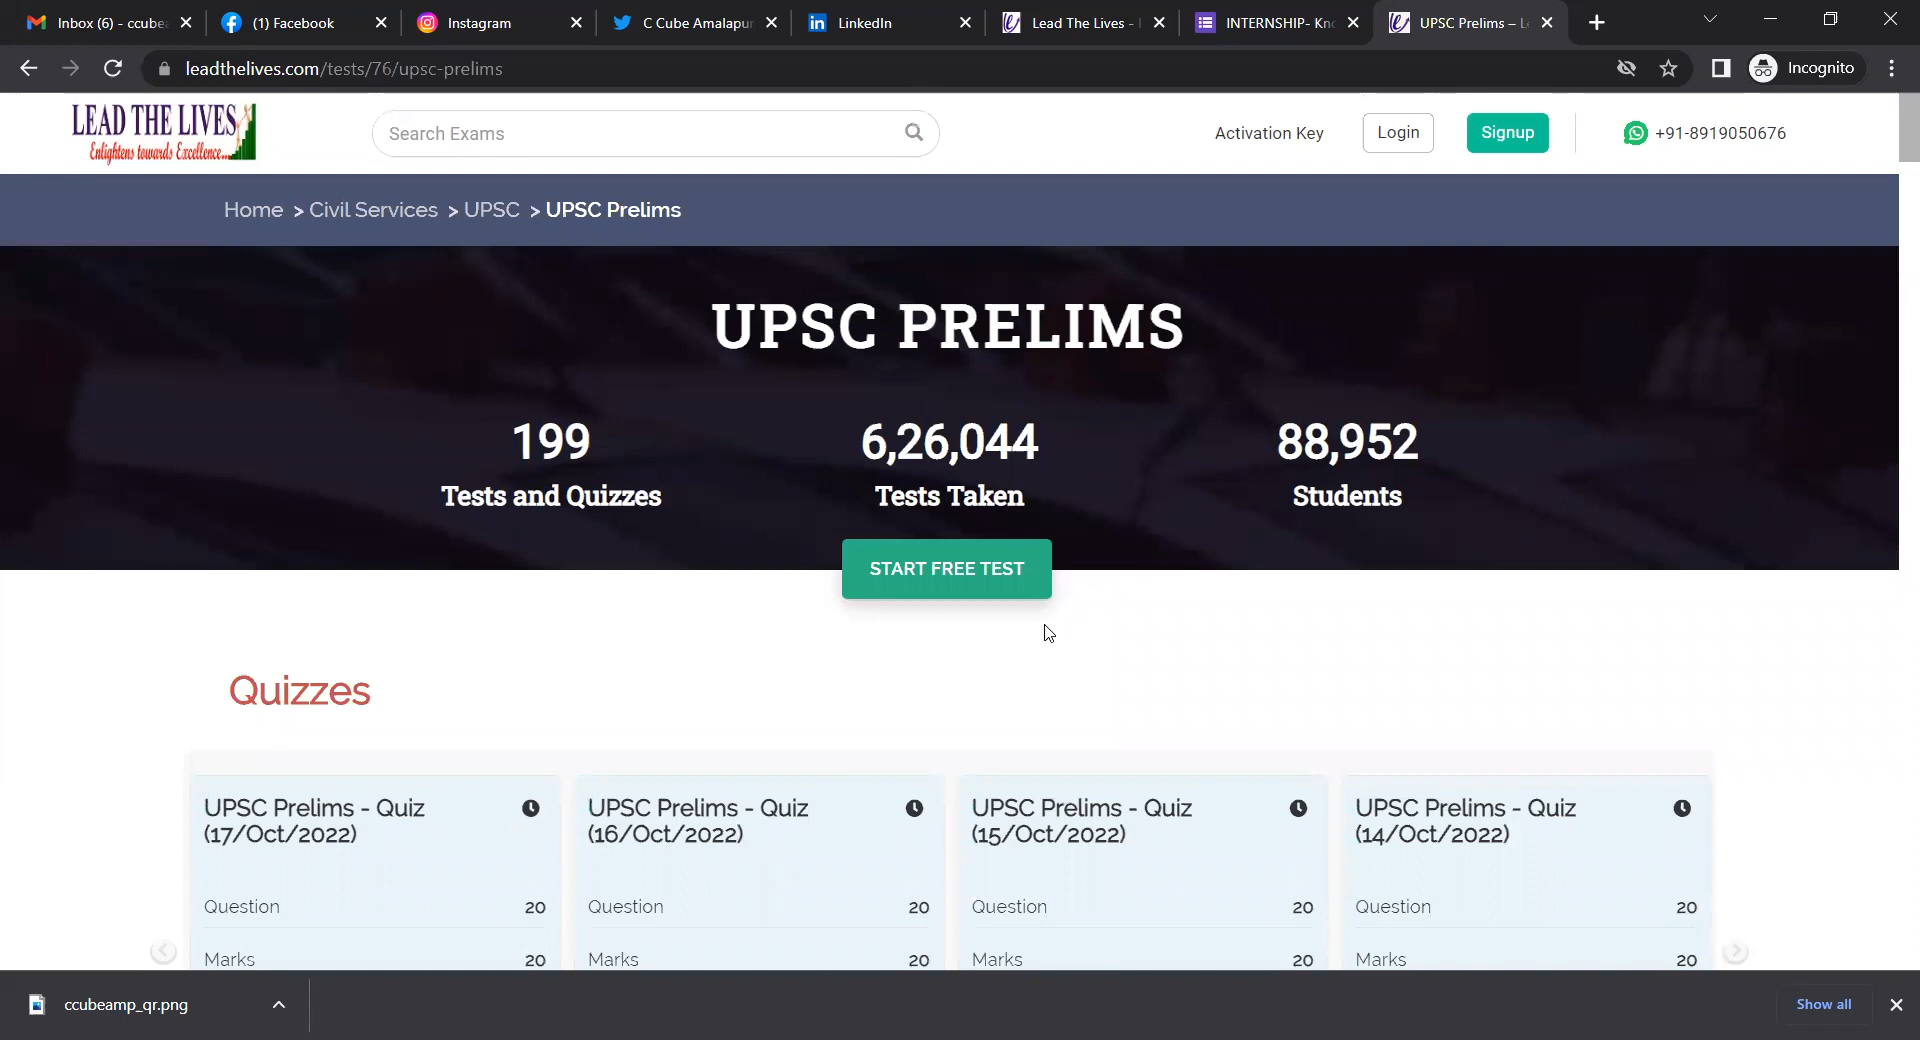 Inbox (6) - ccube
(1) Facebook
Instagram
C Cube Amalapur
LinkedIn
Lead The Lives -
INTERNSHIP- Kno
UPSC Prelims – Le
leadthelives.com/tests/76/upsc-prelims
Incognito
LEAD THE LIVES
Enlightens towards Excellence...
Search Exams
Activation Key
Login
Signup
+91-8919050676
Home > Civil Services > UPSC > UPSC Prelims
UPSC PRELIMS
199
6,26,044
88,952
Tests and Quizzes
Tests Taken
Students
START FREE TEST
Quizzes
UPSC Prelims - Quiz
(17/Oct/2022)
Question 20
Marks 20
UPSC Prelims - Quiz
(16/Oct/2022)
Question 20
Marks 20
UPSC Prelims - Quiz
(15/Oct/2022)
Question 20
Marks 20
UPSC Prelims - Quiz
(14/Oct/2022)
Question 20
Marks 20
ccubeamp_qr.png
Show all